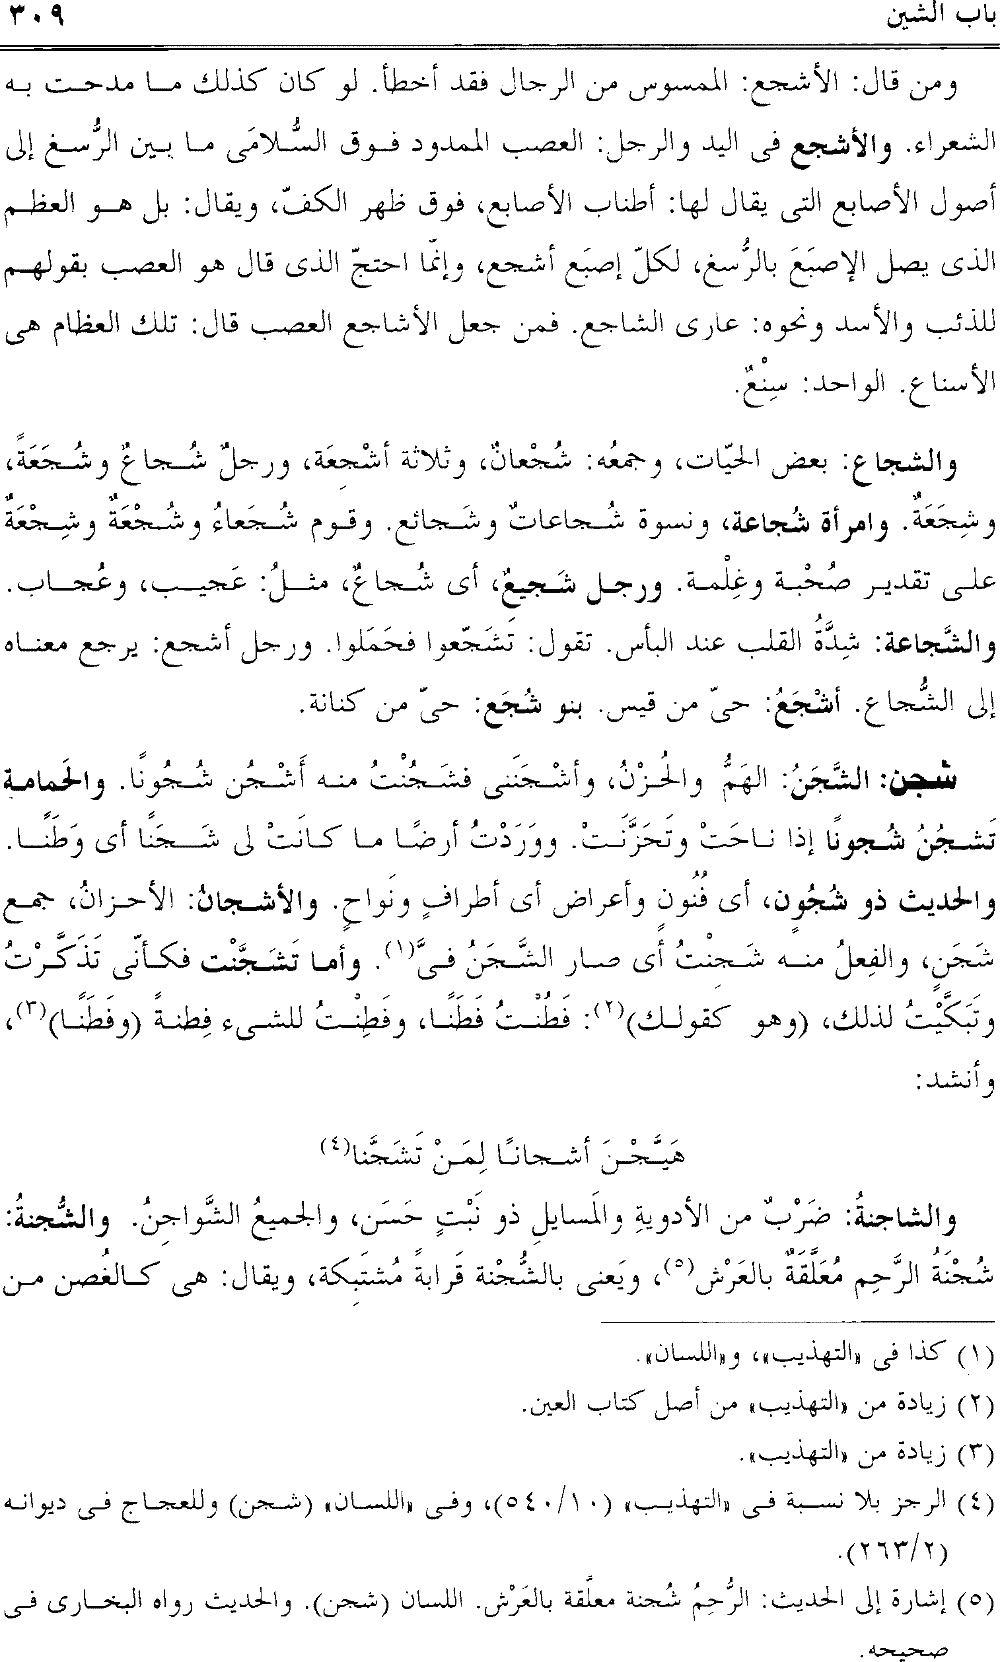 باب الشين ٣٠٩
ومن قال: الأشجع: الممسوس من الرجال فقد أخطأ. لو كان كذلك ما مدحت به
الشعراء. والأشجع فى اليد والرجل: العصب الممدود فوق السُّلامَى ما بين الرُّسغ إلى
أصول الأصابع التى يقال لها: أطناب الأصابع، فوق ظهر الكفّ، ويقال: بل هو العظم
الذى يصل الإصبَعَ بالرُّسغ، لكلّ إصبَع أشجع، وإنّما احتجّ الذى قال هو العصب بقولهم
للذئب والأسد ونحوه: عارى الشاجع. فمن جعل الأشاجع العصب قال: تلك العظام هى
الأسناع. الواحد: سِنْعٌ.
والشجاع: بعض الحيّات، وجمعُه: شُجْعانٌ، وثلاثة أشْجِعَة، ورجلٌ شُجاعٌ وشُجَعَةً،
وشِجَعَةٌ. وامرأة شُجاعة، ونسوة شُجاعاتٌ وشَجائع. وقوم شُجَعاءُ وشُجْعَةٌ وشِجْعَةٌ
على تقدير صُحْبة وغِلْمة. ورجل شَجِيعٌ، أى شُجاعٌ، مثلُ: عَجيب، وعُجاب.
والشَّجاعة: شِدَّةُ القلب عند البأس. تقول: تَشَجّعوا فحَمَلوا. ورجل أشجع: يرجع معناه
إلى الشُّجاع. أشْجَعُ: حىّ من قيس. بنو شُجَع: حىّ من كنانة.
شجن: الشَّجَنُ: الهَمُّ والحُزْنُ، وأشْجَنَنى فشَجُنْتُ منه أَشْجُن شُجُونًا. والحَمامة
تَشجُنُ شُجونًا إذا ناحَتْ وتَحَزَّنَتْ. ووَرَدْتُ أرضًا ما كانَتْ لى شَجَنًا أى وَطَنًا.
والحديث ذو شُجُون، أى فُنُونٍ وأعراض أى أطرافٍ ونَواحٍ. والأشجانُ: الأحزانُ، جمع
شَجَنٍ، والفِعلُ منه شَجِنْتُ أى صار الشَّجَنُ فىَّ(١). وأما تَشَجَّنْت فكأنّى تَذَكَّرْتُ
وتَبَكَّيْتُ لذلك، (وهو كقولك)(٢): فَطُنْتُ فَطَنًا، وفَطِنْتُ للشىء فِطنةً (وفَطَنًا)(٣)،
وأنشد:
هَيَّجْنَ أشجانًا لِمَنْ تَشَجَّنا(٤)
والشاجنةُ: ضَرْبٌ من الأدويةِ والمَسايلِ ذو نَبْتٍ حَسَن، والجميعُ الشَّواجنُ. والشُّجنةُ:
شُجْنَةُ الرَّحِم مُعَلَّقَةٌ بالعَرْش(٥)، ويَعنى بالشُّجْنة قَرابةً مُشتَبِكة، ويقال: هى كالغُصن من
(١) كذا فى «التهذيب»، و«اللسان».
(٢) زيادة من «التهذيب» من أصل كتاب العين.
(٣) زيادة من «التهذيب».
(٤) الرجز بلا نسبة فى «التهذيب» (٥٤٠/١٠)، وفى «اللسان» (شجن) وللعجاج فى ديوانه
(٢٦٣/٢).
(٥) إشارة إلى الحديث: الرَّحِمُ شُجنة معلَّقة بالعَرْش. اللسان (شجن). والحديث رواه البخارى فى
صحيحه.